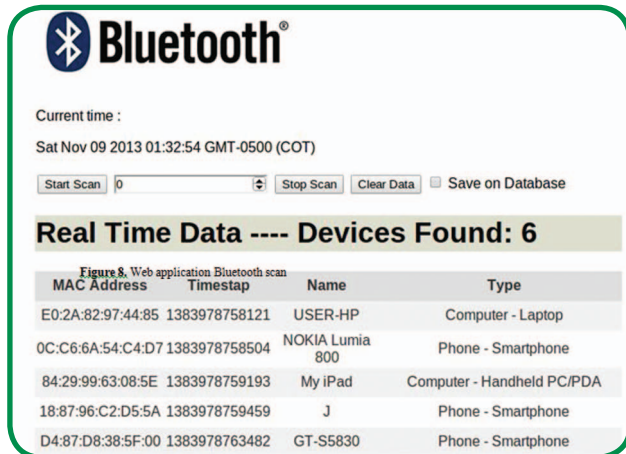 Bluetooth®
Current time :
Sat Nov 09 2013 01:32:54 GMT-0500 (COT)
Start Scan 0 Stop Scan Clear Data Save on Database
Real Time Data ---- Devices Found: 6
Figure 8. Web application Bluetooth scan
MAC Address Timestap Name Type
E0:2A:82:97:44:85 1383978758121 USER-HP Computer - Laptop
0C:C6:6A:54:C4:D7 1383978758504 NOKIA Lumia 800 Phone - Smartphone
84:29:99:63:08:5E 1383978759193 My iPad Computer - Handheld PC/PDA
18:87:96:C2:D5:5A 1383978759459 J Phone - Smartphone
D4:87:D8:38:5F:00 1383978763482 GT-S5830 Phone - Smartphone